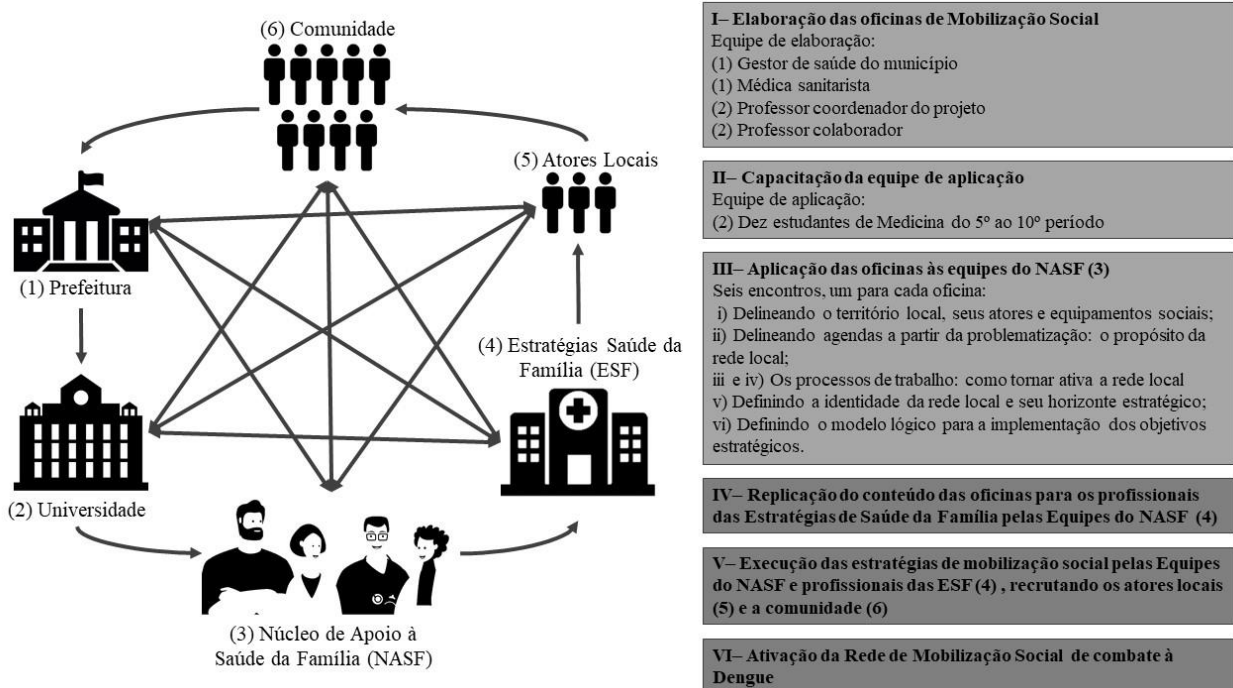 (6) Comunidade
(5) Atores Locais
(1) Prefeitura
(4) Estratégias Saúde da
Família (ESF)
(2) Universidade
(3) Núcleo de Apoio à
Saúde da Família (NASF)
I– Elaboração das oficinas de Mobilização Social
Equipe de elaboração:
(1) Gestor de saúde do município
(1) Médica sanitarista
(2) Professor coordenador do projeto
(2) Professor colaborador
II– Capacitação da equipe de aplicação
Equipe de aplicação:
(2) Dez estudantes de Medicina do 5º ao 10º período
III– Aplicação das oficinas às equipes do NASF (3)
Seis encontros, um para cada oficina:
i) Delineando o território local, seus atores e equipamentos sociais;
ii) Delineando agendas a partir da problematização: o propósito da
rede local;
iii e iv) Os processos de trabalho: como tornar ativa a rede local
v) Definindo a identidade da rede local e seu horizonte estratégico;
vi) Definindo o modelo lógico para a implementação dos objetivos
estratégicos.
IV– Replicação do conteúdo das oficinas para os profissionais
das Estratégias de Saúde da Família pelas Equipes do NASF (4)
V– Execução das estratégias de mobilização social pelas Equipes
do NASF e profissionais das ESF (4) , recrutando os atores locais
(5) e a comunidade (6)
VI– Ativação da Rede de Mobilização Social de combate à
Dengue